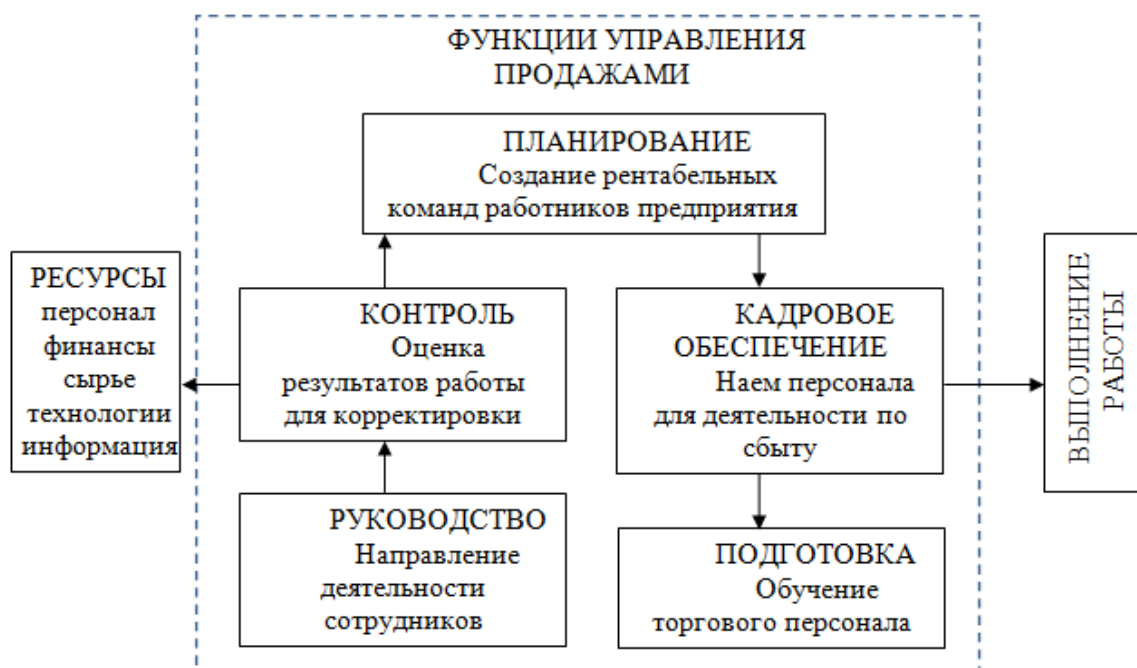 ФУНКЦИИ УПРАВЛЕНИЯ
ПРОДАЖАМИ
ПЛАНИРОВАНИЕ
Создание рентабельных
команд работников предприятия
РЕСУРСЫ
персонал
финансы
сырье
технологии
информация
КОНТРОЛЬ
Оценка
результатов работы
для корректировки
КАДРОВОЕ
ОБЕСПЕЧЕНИЕ
Наем персонала
для деятельности по
сбыту
ВЫПОЛНЕНИЕ
РАБОТЫ
РУКОВОДСТВО
Направление
деятельности
сотрудников
ПОДГОТОВКА
Обучение
торгового персонала